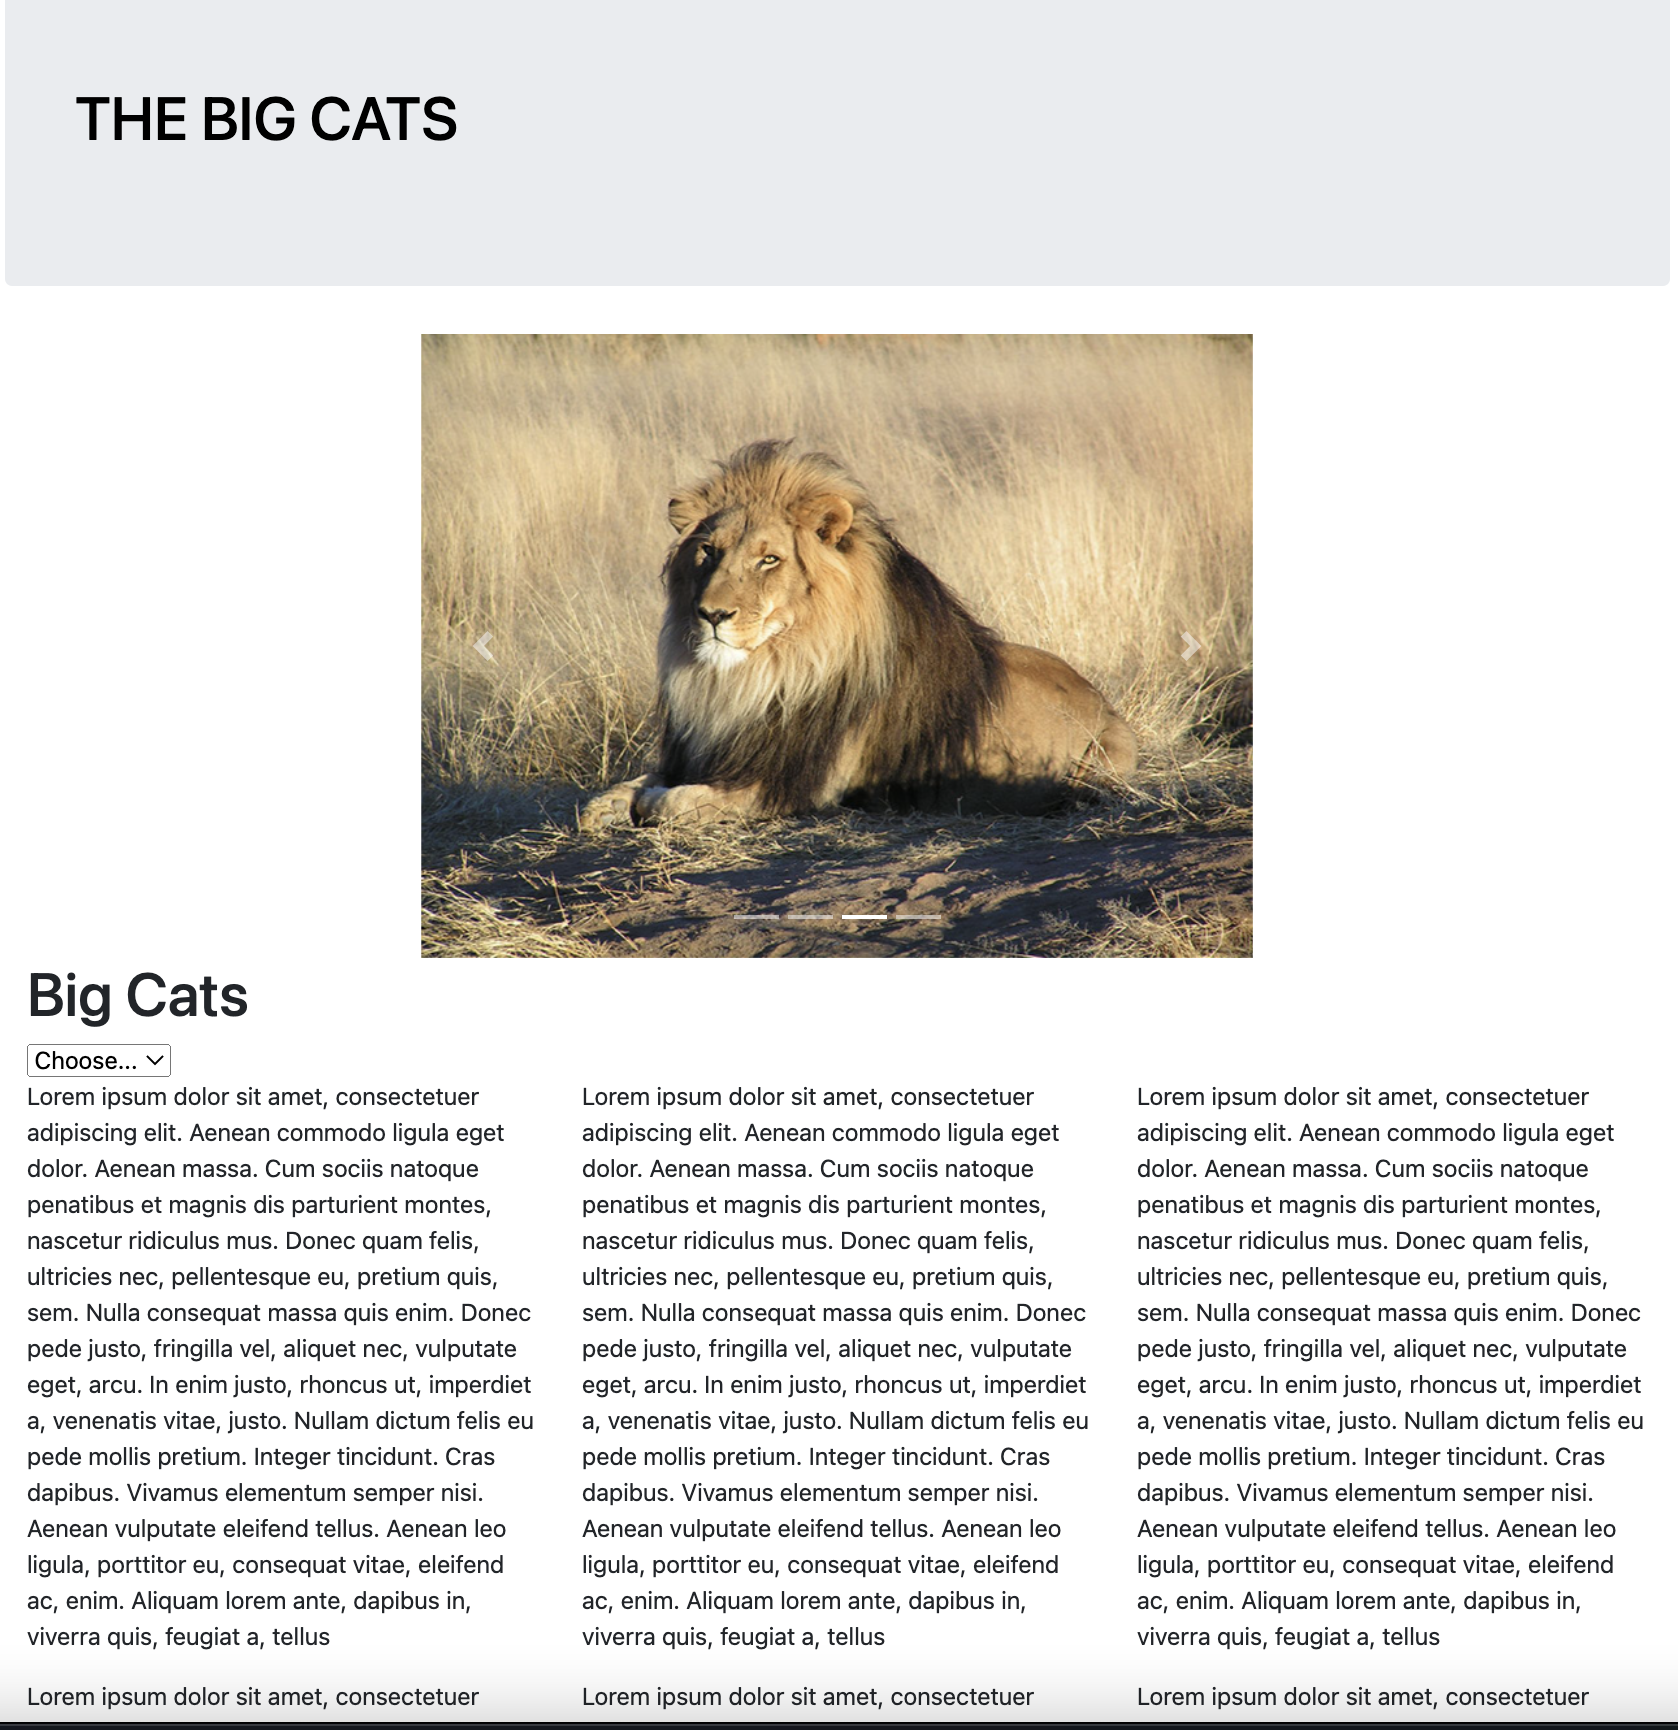 THE BIG CATS
Big Cats
Choose...
Lorem ipsum dolor sit amet, consectetuer
adipiscing elit. Aenean commodo ligula eget
dolor. Aenean massa. Cum sociis natoque
penatibus et magnis dis parturient montes,
nascetur ridiculus mus. Donec quam felis,
ultricies nec, pellentesque eu, pretium quis,
sem. Nulla consequat massa quis enim. Donec
pede justo, fringilla vel, aliquet nec, vulputate
eget, arcu. In enim justo, rhoncus ut, imperdiet
a, venenatis vitae, justo. Nullam dictum felis eu
pede mollis pretium. Integer tincidunt. Cras
dapibus. Vivamus elementum semper nisi.
Aenean vulputate eleifend tellus. Aenean leo
ligula, porttitor eu, consequat vitae, eleifend
ac, enim. Aliquam lorem ante, dapibus in,
viverra quis, feugiat a, tellus
Lorem ipsum dolor sit amet, consectetuer
Lorem ipsum dolor sit amet, consectetuer
adipiscing elit. Aenean commodo ligula eget
dolor. Aenean massa. Cum sociis natoque
penatibus et magnis dis parturient montes,
nascetur ridiculus mus. Donec quam felis,
ultricies nec, pellentesque eu, pretium quis,
sem. Nulla consequat massa quis enim. Donec
pede justo, fringilla vel, aliquet nec, vulputate
eget, arcu. In enim justo, rhoncus ut, imperdiet
a, venenatis vitae, justo. Nullam dictum felis eu
pede mollis pretium. Integer tincidunt. Cras
dapibus. Vivamus elementum semper nisi.
Aenean vulputate eleifend tellus. Aenean leo
ligula, porttitor eu, consequat vitae, eleifend
ac, enim. Aliquam lorem ante, dapibus in,
viverra quis, feugiat a, tellus
Lorem ipsum dolor sit amet, consectetuer
Lorem ipsum dolor sit amet, consectetuer
adipiscing elit. Aenean commodo ligula eget
dolor. Aenean massa. Cum sociis natoque
penatibus et magnis dis parturient montes,
nascetur ridiculus mus. Donec quam felis,
ultricies nec, pellentesque eu, pretium quis,
sem. Nulla consequat massa quis enim. Donec
pede justo, fringilla vel, aliquet nec, vulputate
eget, arcu. In enim justo, rhoncus ut, imperdiet
a, venenatis vitae, justo. Nullam dictum felis eu
pede mollis pretium. Integer tincidunt. Cras
dapibus. Vivamus elementum semper nisi.
Aenean vulputate eleifend tellus. Aenean leo
ligula, porttitor eu, consequat vitae, eleifend
ac, enim. Aliquam lorem ante, dapibus in,
viverra quis, feugiat a, tellus
Lorem ipsum dolor sit amet, consectetuer